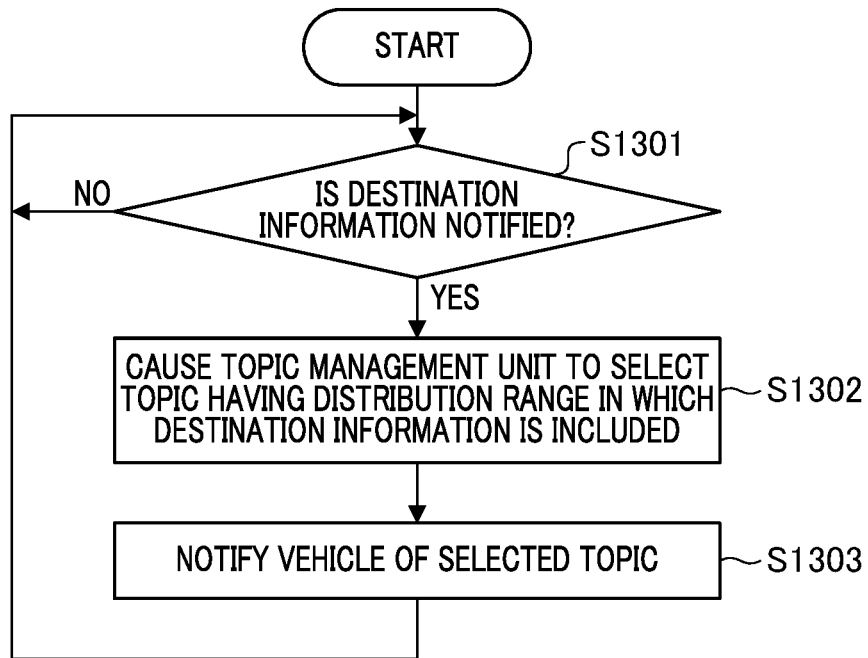 START
S1301
IS DESTINATION
INFORMATION NOTIFIED?
NO
YES
CAUSE TOPIC MANAGEMENT UNIT TO SELECT
TOPIC HAVING DISTRIBUTION RANGE IN WHICH
DESTINATION INFORMATION IS INCLUDED
S1302
NOTIFY VEHICLE OF SELECTED TOPIC
S1303